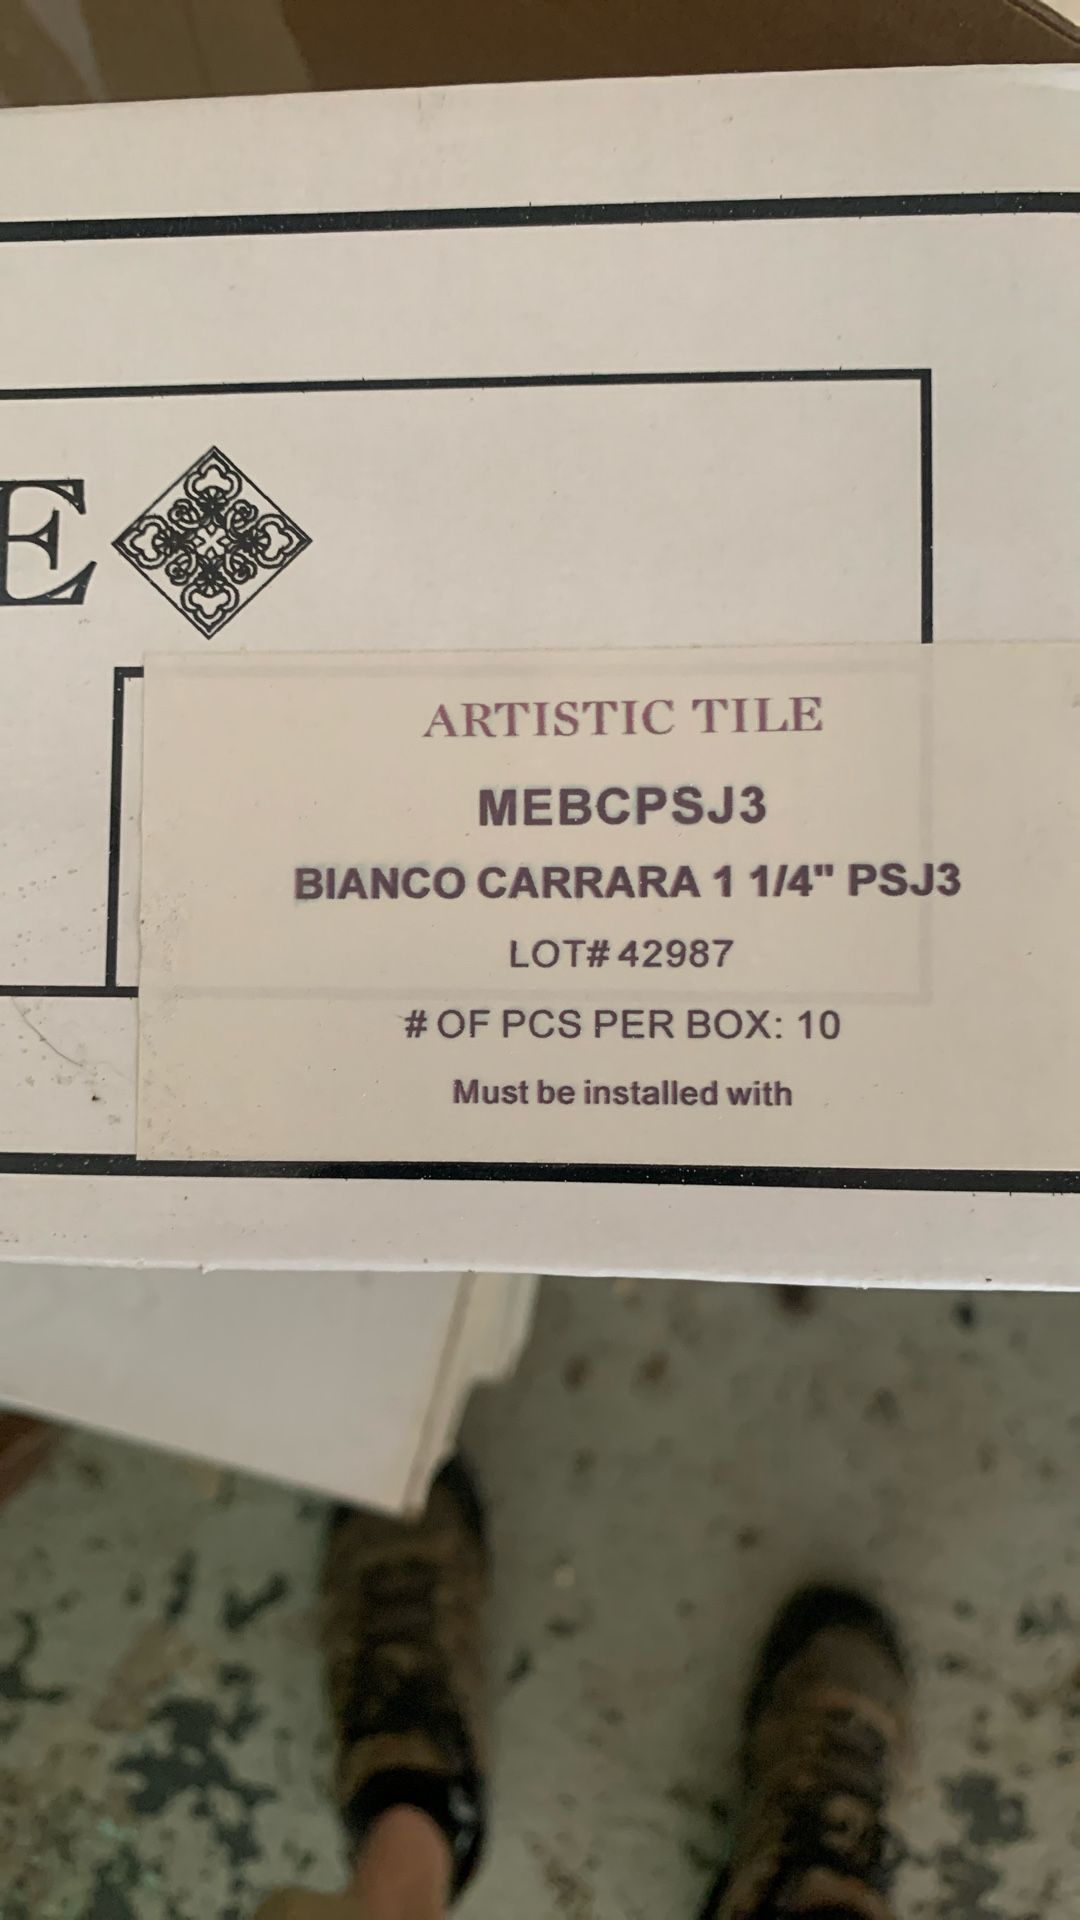 E
ARTISTIC TILE
MEBCPSJ3
BIANCO CARRARA 1 1/4" PSJ3
LOT# 42987
# OF PCS PER BOX: 10
Must be installed with